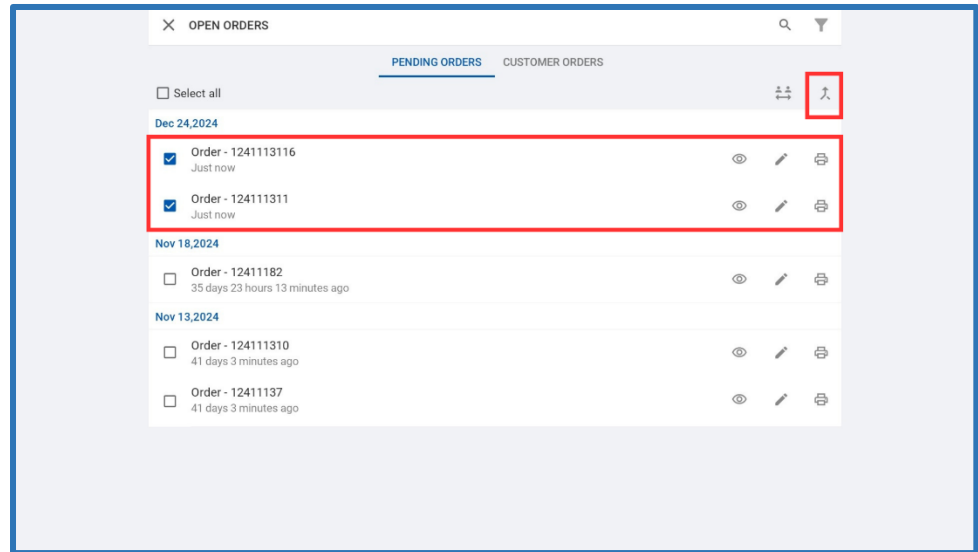 OPEN ORDERS
PENDING ORDERS CUSTOMER ORDERS
Select all
Dec 24,2024
Order - 1241113116
Just now
Order - 124111311
Just now
Nov 18,2024
Order - 12411182
35 days 23 hours 13 minutes ago
Nov 13,2024
Order - 124111310
41 days 3 minutes ago
Order - 12411137
41 days 3 minutes ago